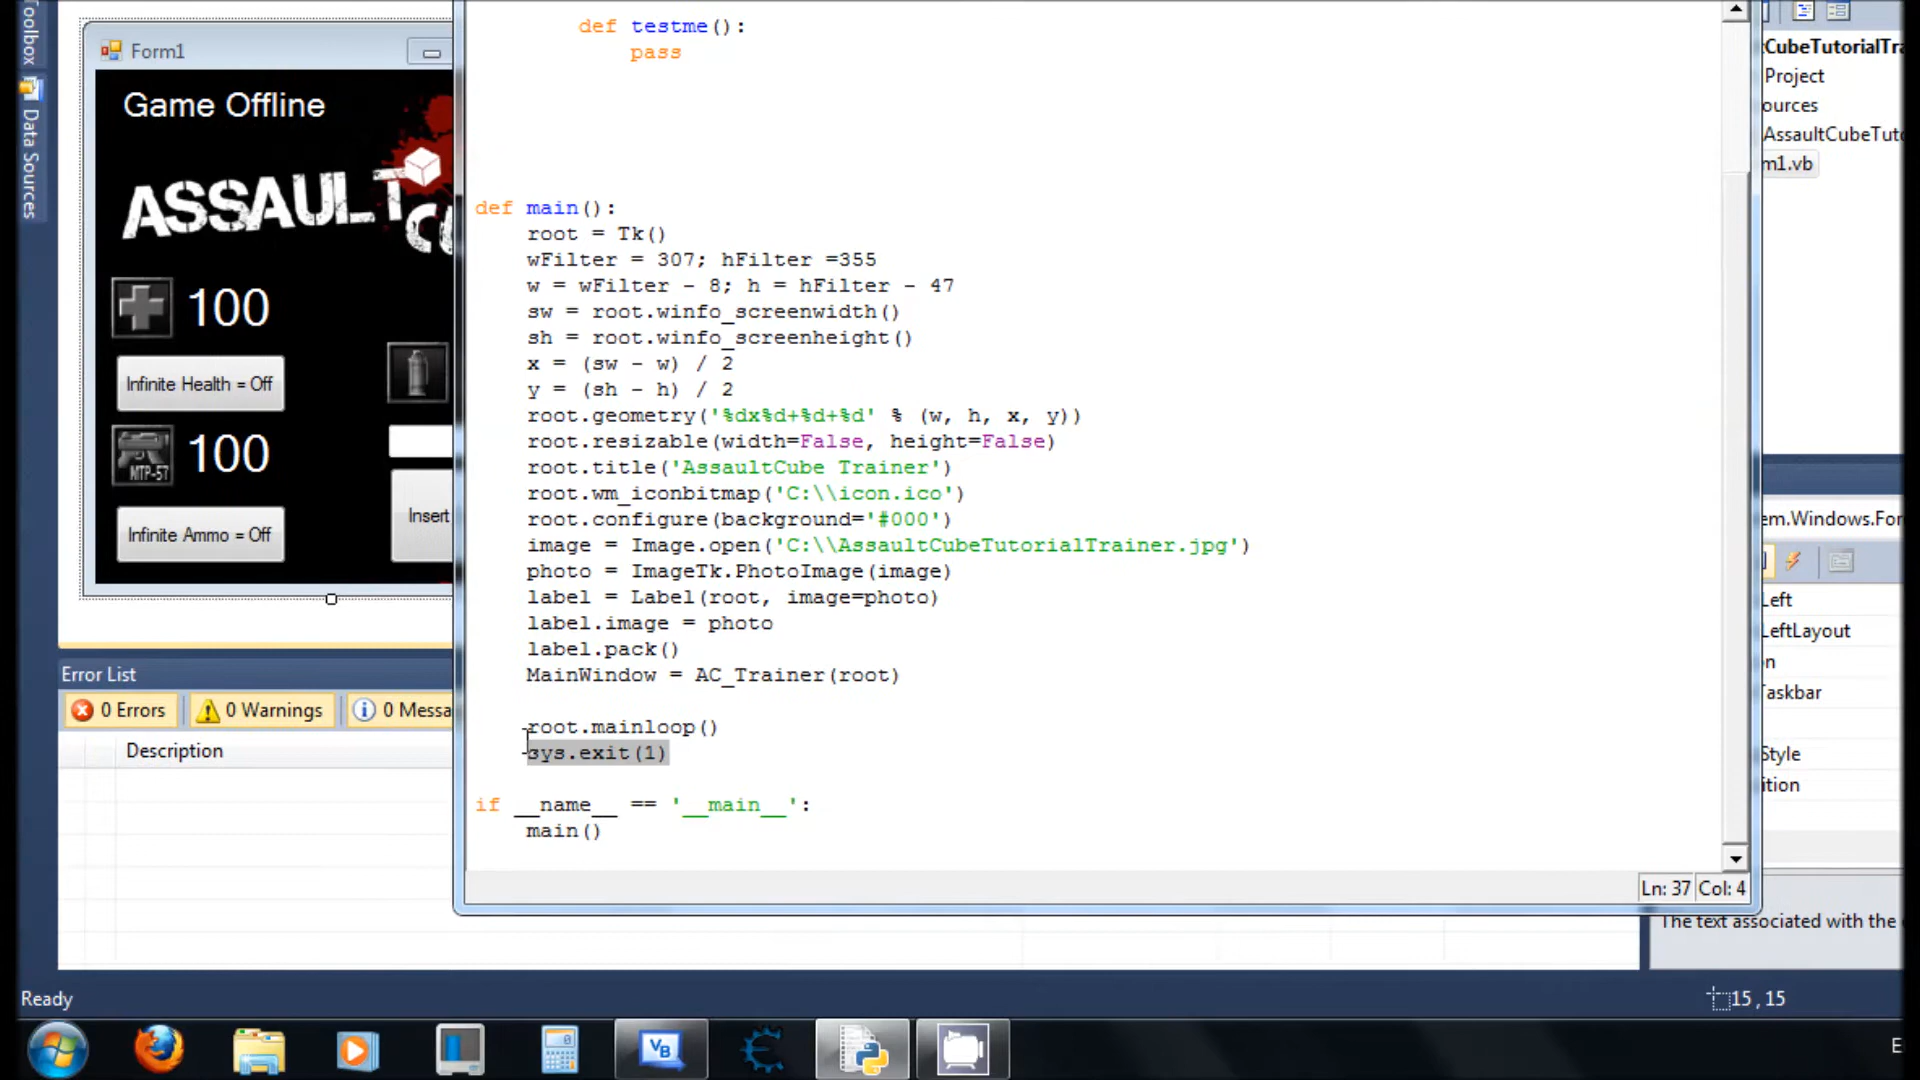 Toolbox
Data Sources
Form1
Game Offline
ASSAULT
100
Infinite Health = Off
MTP-57
100
Infinite Ammo = Off
Insert
def testme():
pass
def main():
root = Tk()
wFilter = 307; hFilter =355
w = wFilter - 8; h = hFilter - 47
sw = root.winfo_screenwidth()
sh = root.winfo_screenheight()
x = (sw - w) / 2
y = (sh - h) / 2
root.geometry('%dx%d+%d+%d' % (w, h, x, y))
root.resizable(width=False, height=False)
root.title('AssaultCube Trainer')
root.wm_iconbitmap('C:\\icon.ico')
root.configure(background='#000')
image = Image.open('C:\\AssaultCubeTutorialTrainer.jpg')
photo = ImageTk.PhotoImage(image)
label = Label(root, image=photo)
label.image = photo
label.pack()
MainWindow = AC_Trainer(root)
root.mainloop()
sys.exit(1)
if __name__ == '__main__':
main()
Ln: 37 Col: 4
tCubeTutorialTra
Project
ources
AssaultCubeTuto
m1.vb
em.Windows.For
Left
LeftLayout
on
Taskbar
Style
ition
The text associated with the
Error List
0 Errors
0 Warnings
0 Messa
Description
Ready
15 , 15
VB
E